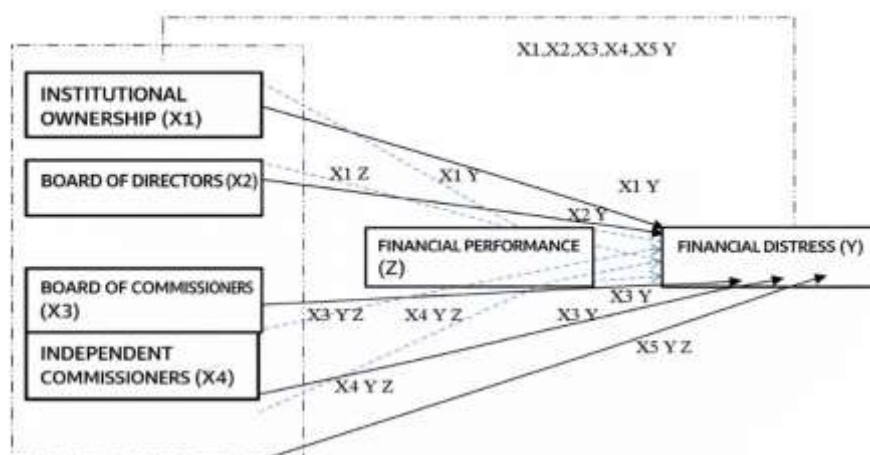 X1,X2,X3,X4,X5 Y
INSTITUTIONAL
OWNERSHIP (X1)
BOARD OF DIRECTORS (X2)
X1 Z
X1 Y
X1 Y
X2 Y
FINANCIAL PERFORMANCE
(Z)
FINANCIAL DISTRESS (Y)
BOARD OF COMMISSIONERS
(X3)
X3 Y Z
X4 Y Z
X3 Y
X3 Y
INDEPENDENT
COMMISSIONERS (X4)
X4 Y Z
X5 Y Z